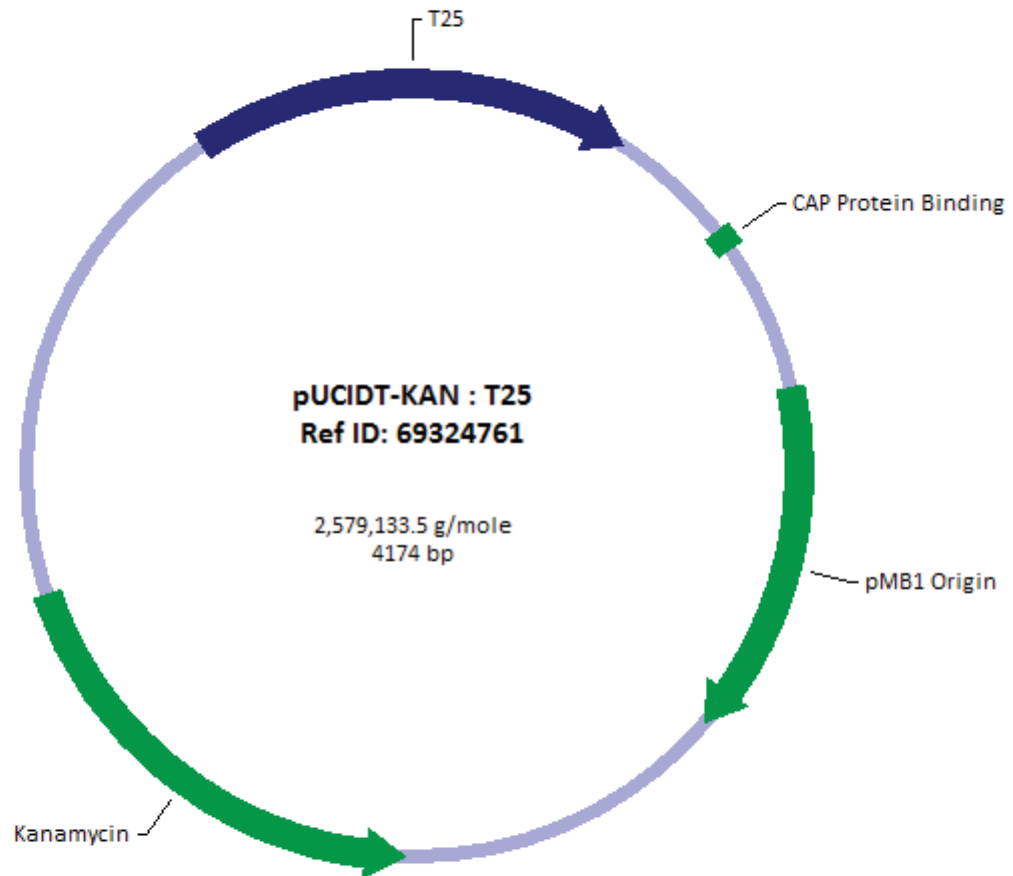 T25
CAP Protein Binding
pUCIDT-KAN : T25
Ref ID: 69324761
2,579,133.5 g/mole
4174 bp
pMB1 Origin
Kanamycin